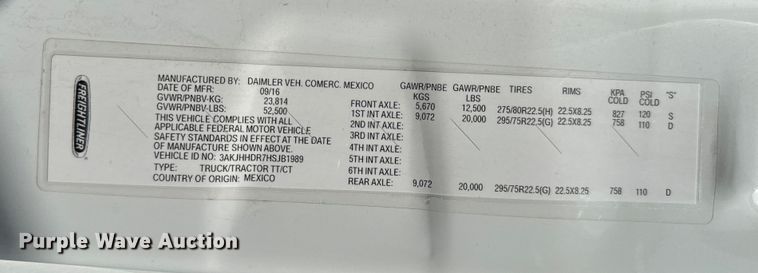 FREIGHTLINER
MANUFACTURED BY: DAIMLER VEH. COMERC. MEXICO
DATE OF MFR: 09/16
GVWR/PNBV-KG: 23,814
GVWR/PNBV-LBS: 52,500
THIS VEHICLE COMPLIES WITH ALL
APPLICABLE FEDERAL MOTOR VEHICLE
SAFETY STANDARDS IN EFFECT AT THE DATE
OF MANUFACTURE SHOWN ABOVE.
VEHICLE ID NO.: 3AKJHHDR7HSJB1989
TYPE: TRUCK/TRACTOR TT/CT
COUNTRY OF ORIGIN: MEXICO
GAWR/PNBE GAWR/PNBE TIRES RIMS KPA PSI "S"
KGS LBS COLD COLD
FRONT AXLE: 5,670 12,500 275/80R22.5(H) 22.5X8.25 827 120 S
1ST INT AXLE: 9,072 20,000 295/75R22.5(G) 22.5X8.25 758 110 D
2ND INT AXLE:
3RD INT AXLE:
4TH INT AXLE:
5TH INT AXLE:
6TH INT AXLE:
REAR AXLE: 9,072 20,000 295/75R22.5(G) 22.5X8.25 758 110 D
Purple Wave Auction